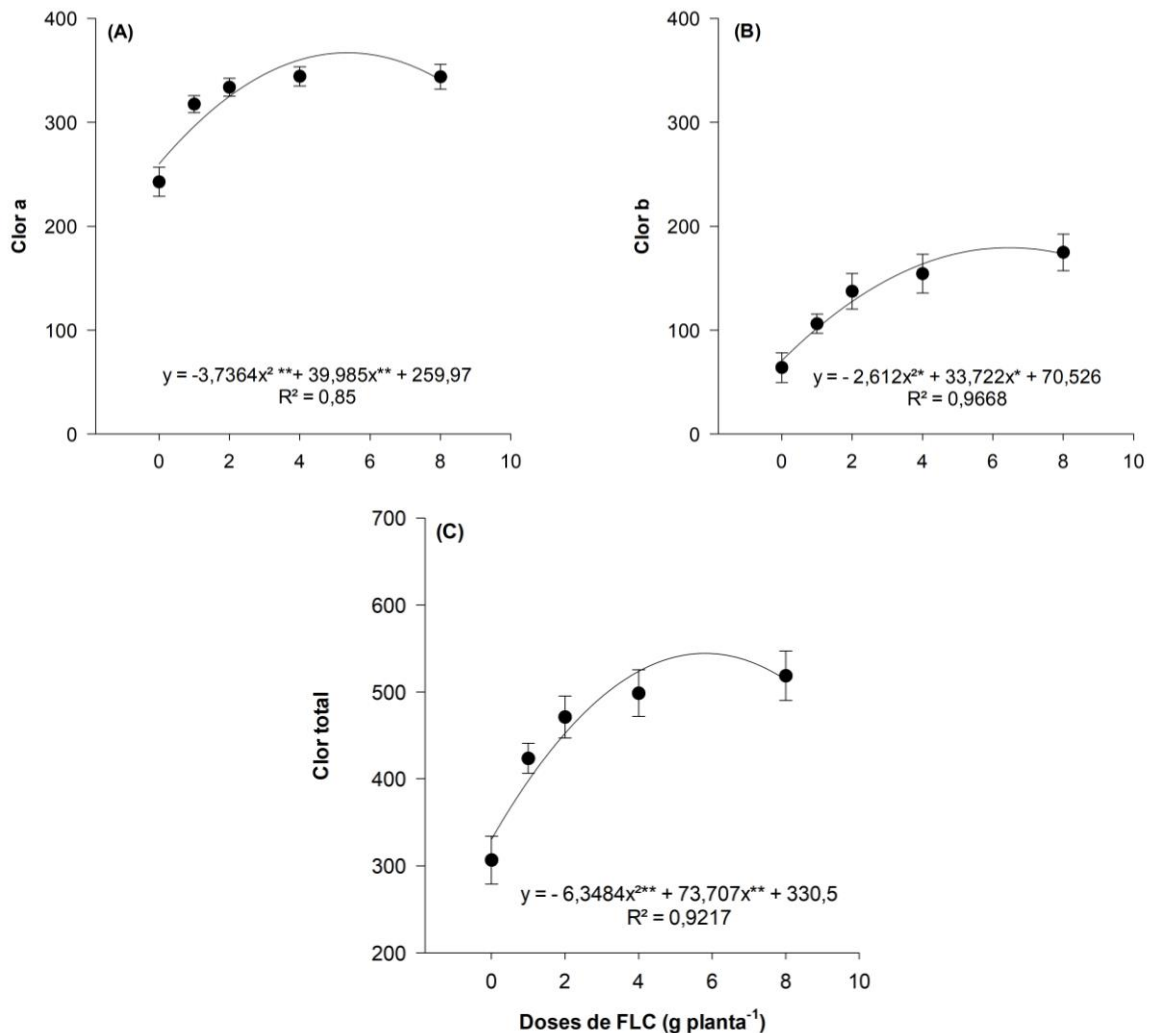 400
(A)
300
200
100
0
Clor a
y = -3,7364x² **+ 39,985x** + 259,97
R² = 0,85
0 2 4 6 8 10
400
(B)
300
200
100
0
Clor b
y = - 2,612x²* + 33,722x* + 70,526
R² = 0,9668
0 2 4 6 8 10
700
(C)
600
500
400
300
200
Clor total
y = - 6,3484x²** + 73,707x** + 330,5
R² = 0,9217
0 2 4 6 8 10
Doses de FLC (g planta⁻¹)